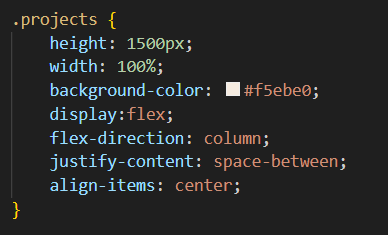 .projects {
    height: 1500px;
    width: 100%;
    background-color: #f5ebe0;
    display:flex;
    flex-direction: column;
    justify-content: space-between;
    align-items: center;
}